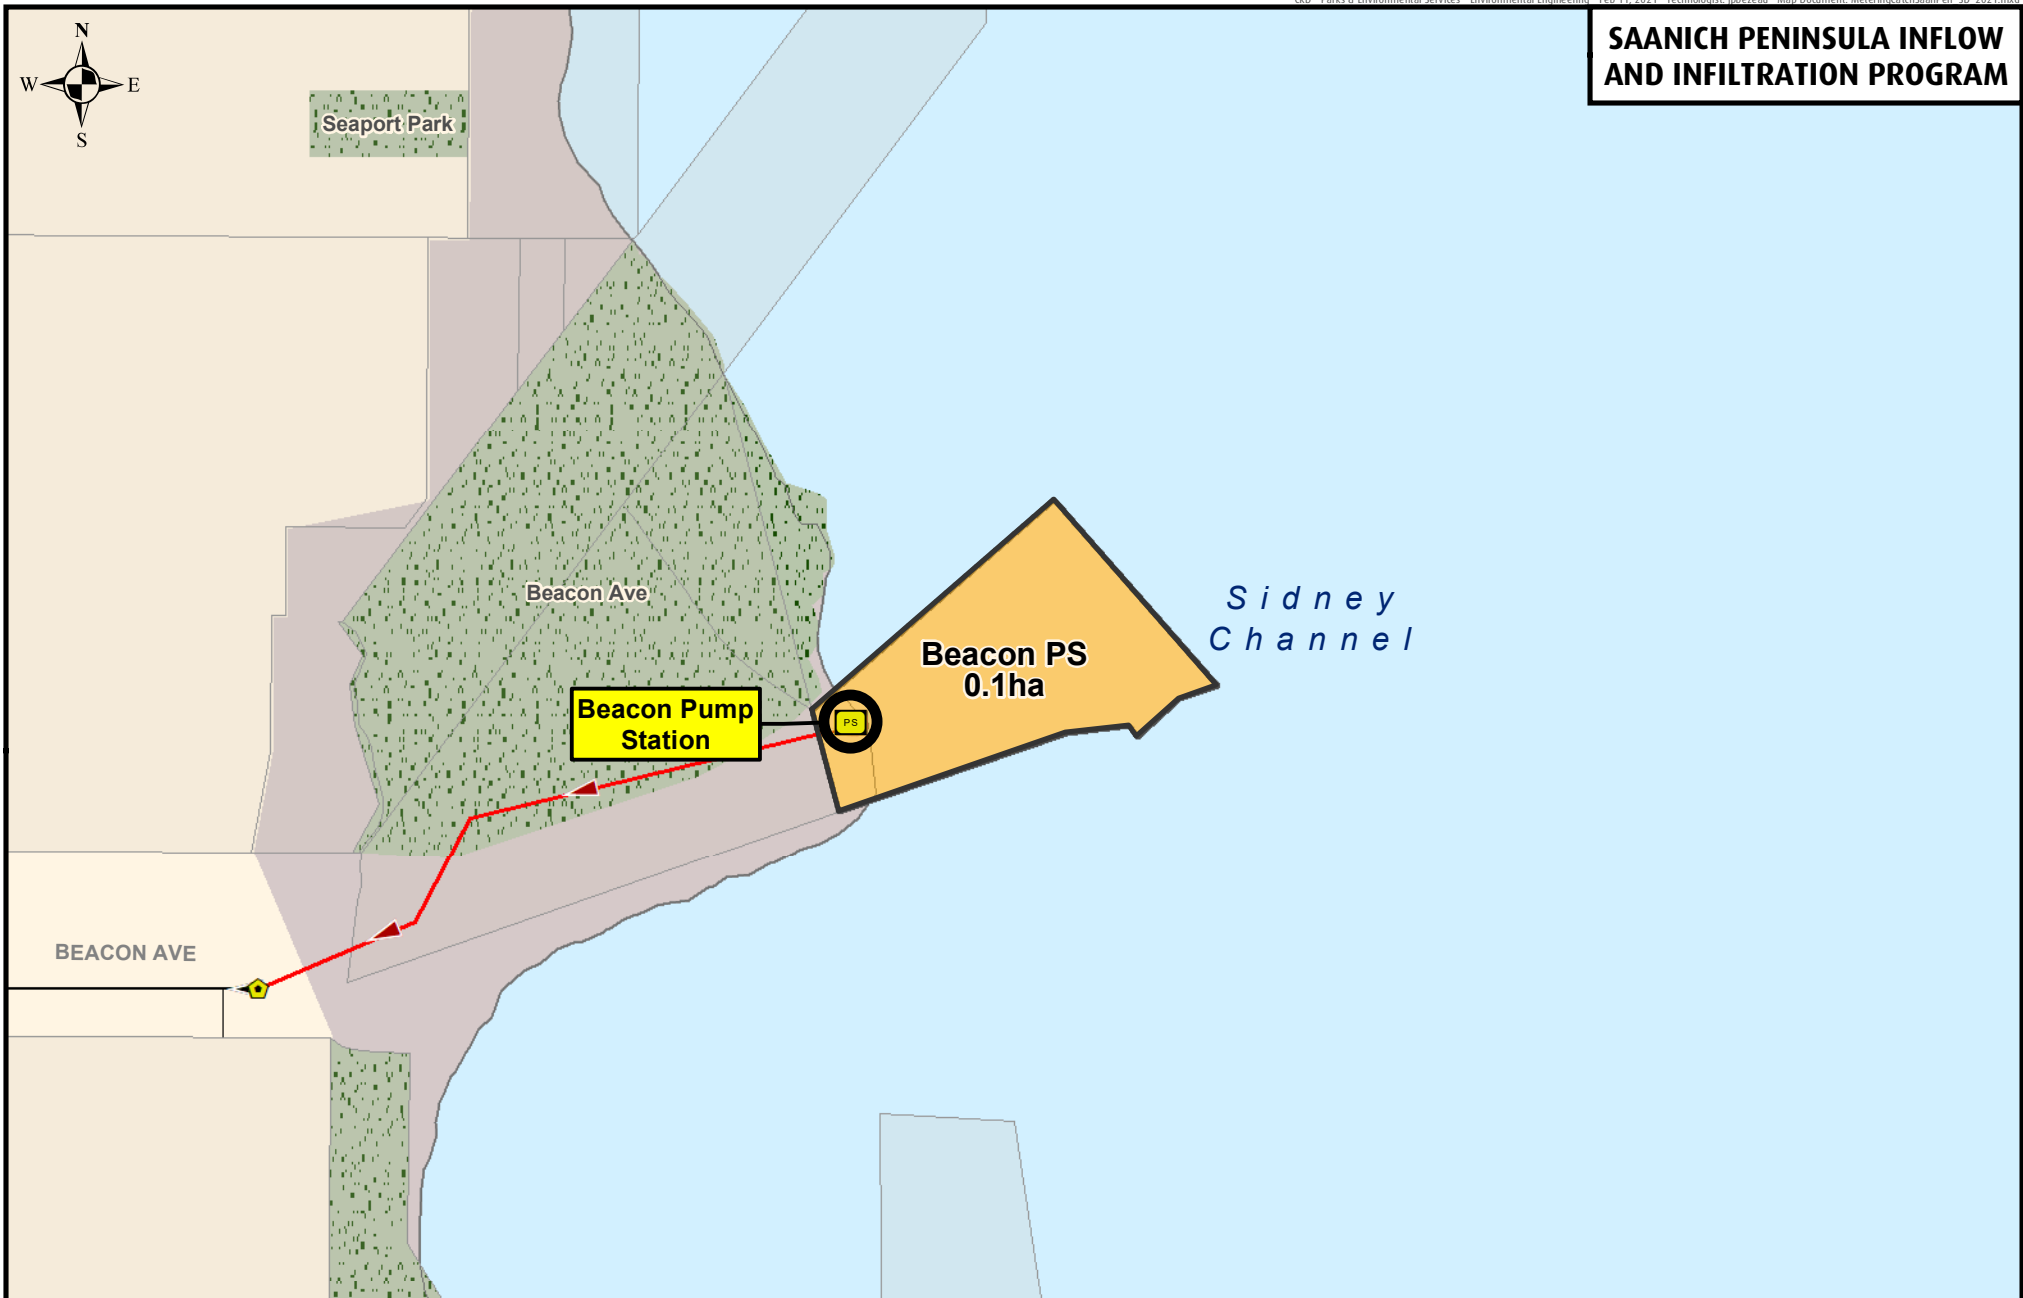 SAANICH PENINSULA INFLOW
AND INFILTRATION PROGRAM
N
W E
S
Seaport Park
Beacon Ave
Sidney
Channel
Beacon PS
0.1ha
Beacon Pump
Station
PS
BEACON AVE